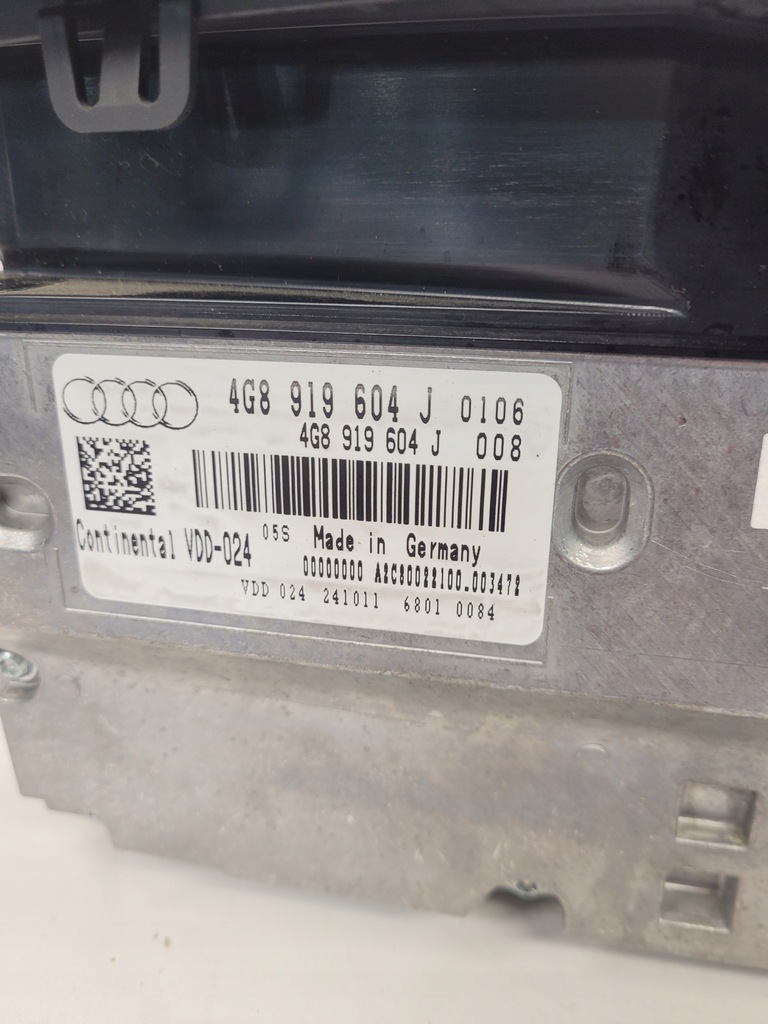 4G8 919 604 J 0106
4G8 919 604 J 008
Continental VDD-024 05S Made in Germany
00000000 A2C80022100.003472
VDD 024 241011 6801 0084